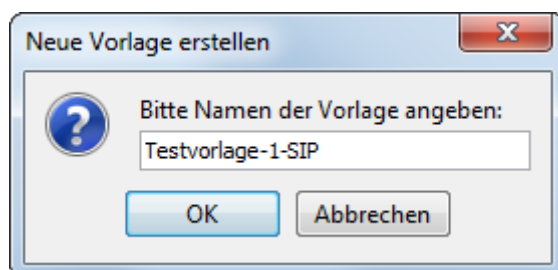 Neue Vorlage erstellen
Bitte Namen der Vorlage angeben:
Testvorlage-1-SIP
OK Abbrechen